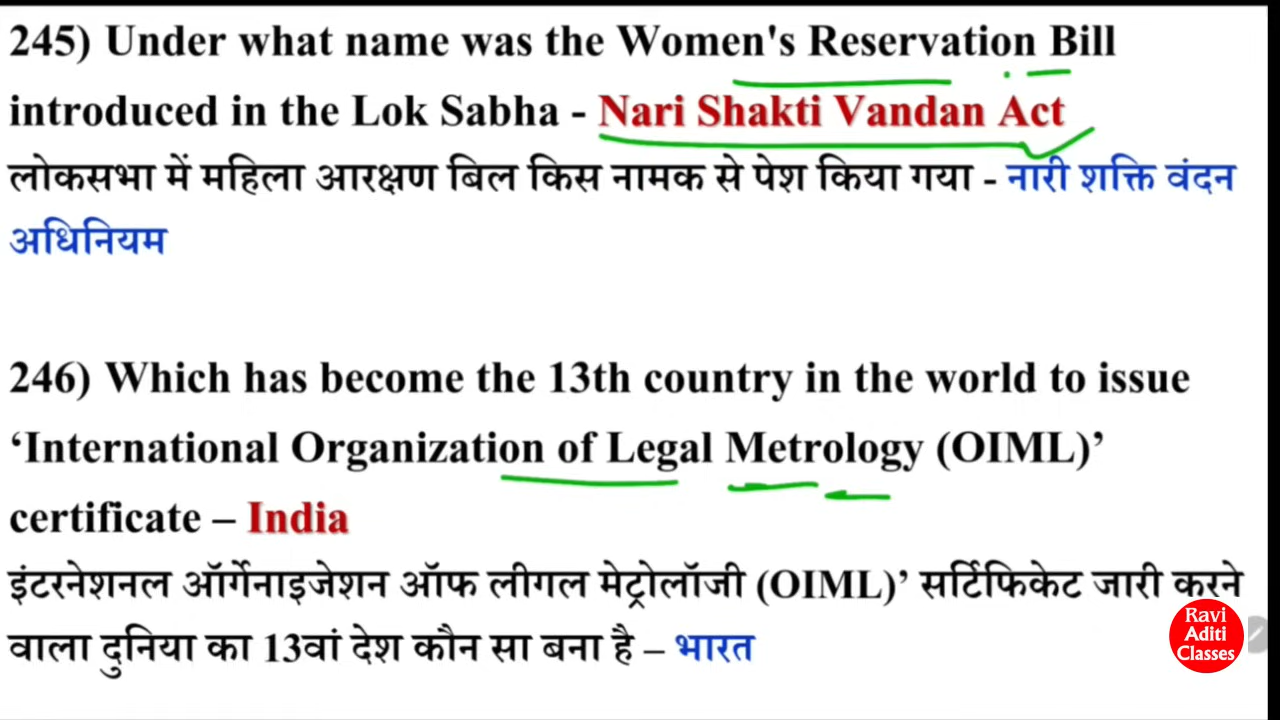 245) Under what name was the Women's Reservation Bill
introduced in the Lok Sabha - Nari Shakti Vandan Act
लोकसभा में महिला आरक्षण बिल किस नामक से पेश किया गया - नारी शक्ति वंदन
अधिनियम
246) Which has become the 13th country in the world to issue
‘International Organization of Legal Metrology (OIML)’
certificate – India
इंटरनेशनल ऑर्गेनाइजेशन ऑफ लीगल मेट्रोलॉजी (OIML)’ सर्टिफिकेट जारी करने
वाला दुनिया का 13वां देश कौन सा बना है – भारत
Ravi
Aditi
Classes